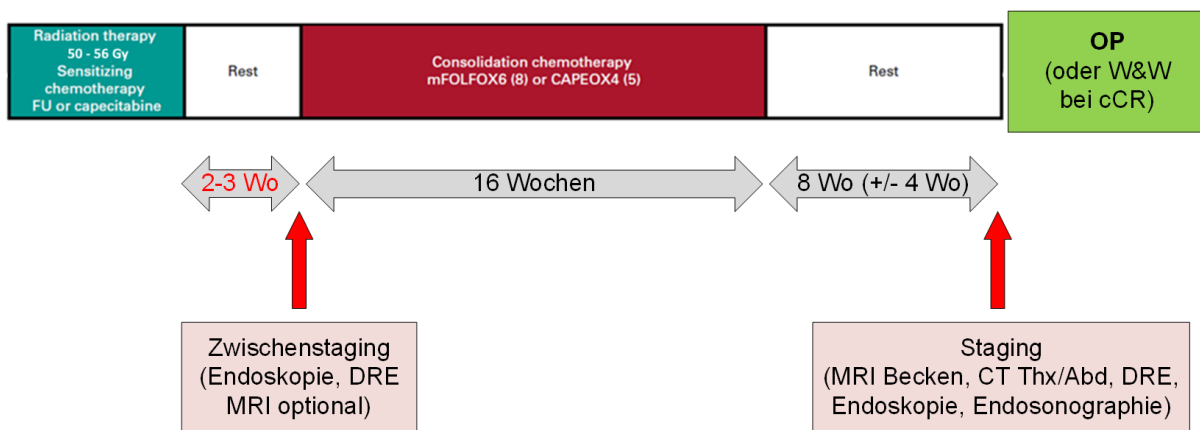 Radiation therapy
50 - 56 Gy
Sensitizing
chemotherapy
FU or capecitabine
Rest
Consolidation chemotherapy
mFOLFOX6 (8) or CAPEOX4 (5)
Rest
OP
(oder W&W
bei cCR)
2-3 Wo
16 Wochen
8 Wo (+/- 4 Wo)
Zwischenstaging
(Endoskopie, DRE
MRI optional)
Staging
(MRI Becken, CT Thx/Abd, DRE,
Endoskopie, Endosonographie)